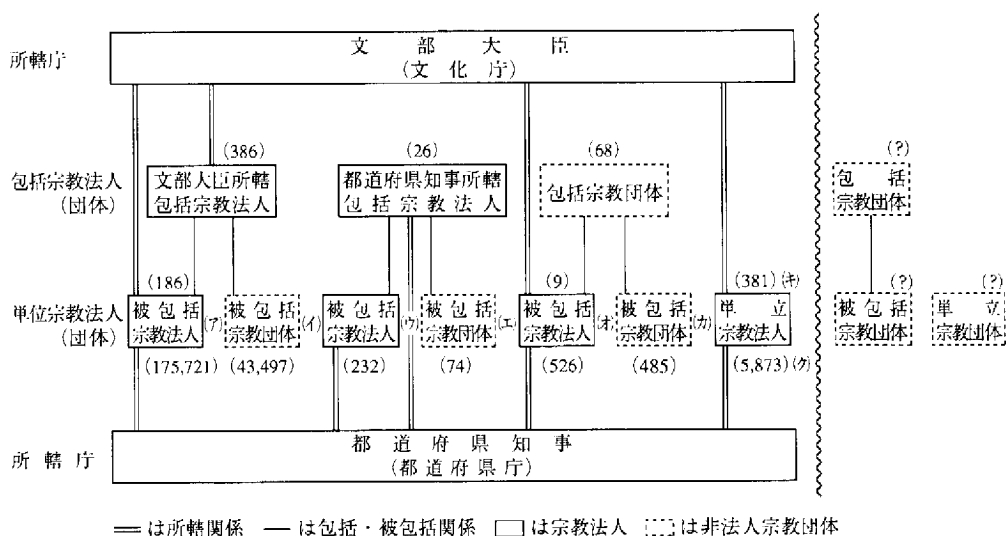 所轄庁
文部大臣
(文化庁)
(386) (26) (68) (?)
包括宗教法人
(団体)
文部大臣所轄
包括宗教法人
都道府県知事所轄
包括宗教法人
包括宗教団体
包括
宗教団体
(186) (9) (381)(キ) (?) (?)
単位宗教法人
(団体)
被包括
宗教法人
(ア)
被包括
宗教団体
(イ)
被包括
宗教法人
(ウ)
被包括
宗教団体
(エ)
被包括
宗教法人
(オ)
被包括
宗教団体
(カ)
単立
宗教法人
被包括
宗教団体
単立
宗教団体
(175,721) (43,497) (232) (74) (526) (485) (5,873)(ク)
所轄庁
都道府県知事
(都道府県庁)
は所轄関係 は包括・被包括関係 は宗教法人 は非法人宗教団体